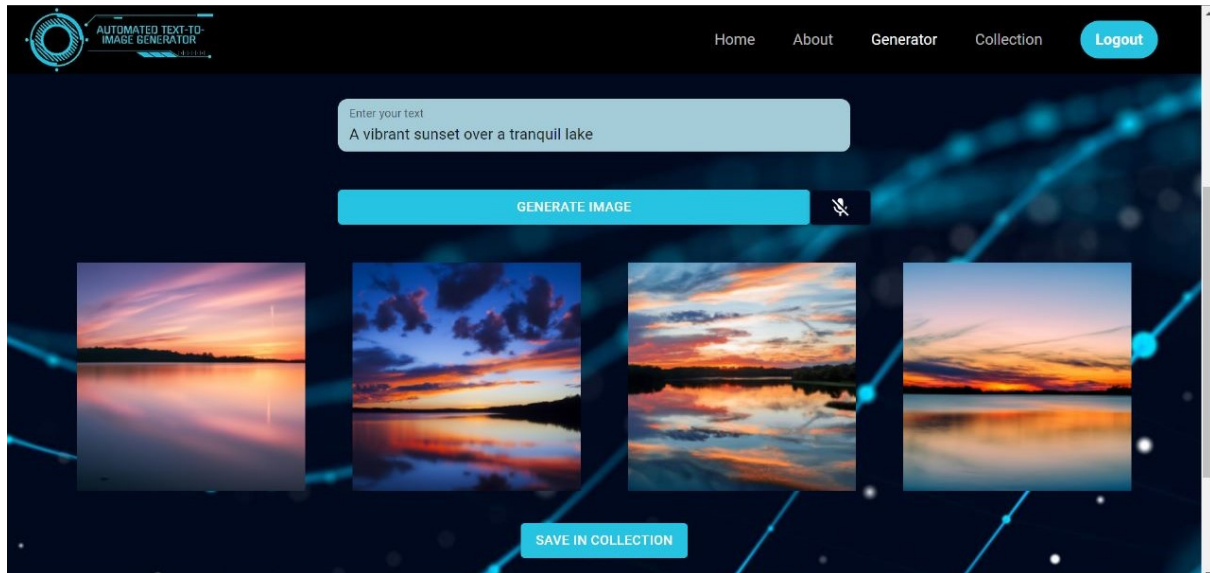 AUTOMATED TEXT-TO-
IMAGE GENERATOR
Home About Generator Collection Logout
Enter your text
A vibrant sunset over a tranquil lake
GENERATE IMAGE
SAVE IN COLLECTION